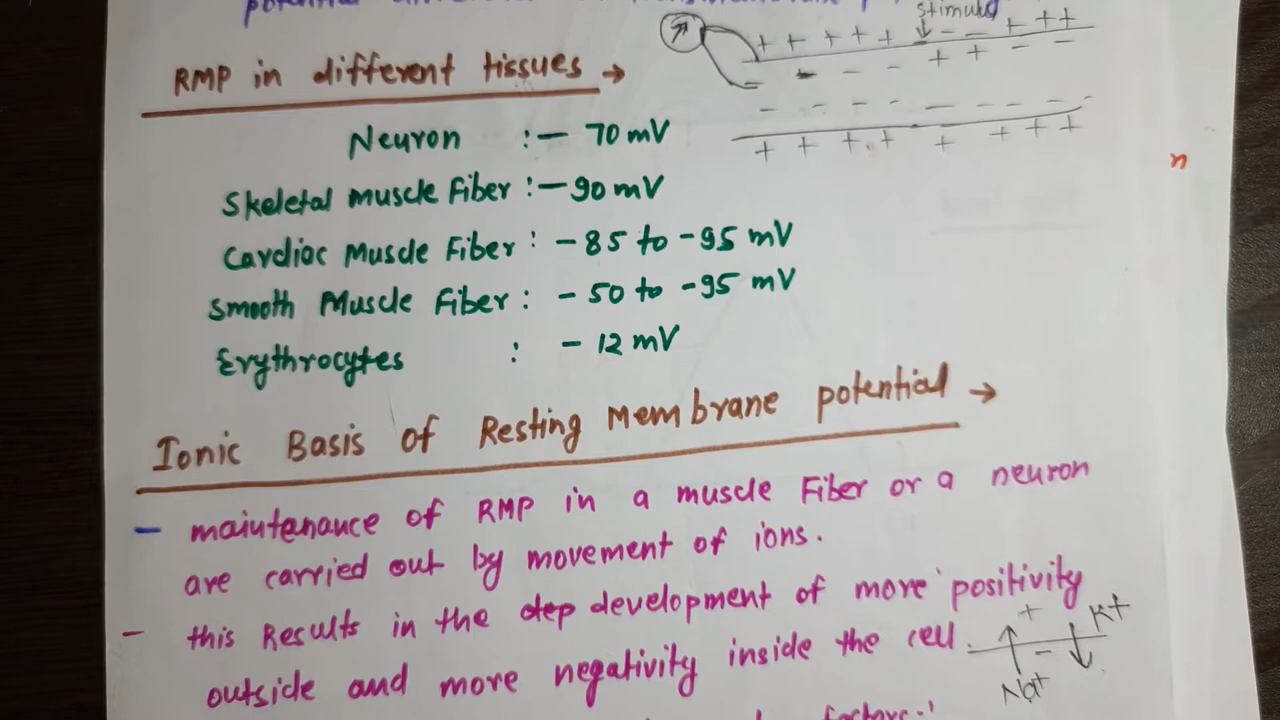 potential
stimulus
RMP in different tissues →
Neuron :- - 70 mV
Skeletal muscle Fiber : -90 mV
Cardiac Muscle Fiber : -85 to -95 mV
Smooth Muscle Fiber : -50 to -95 mV
Erythrocytes : -12 mV
n
Ionic Basis of Resting Membrane potential →
- maintenance of RMP in a muscle Fiber or a neuron
are carried out by movement of ions.
- this Results in the dep development of more positivity
outside and more negativity inside the cell.
K+
Na+
factors